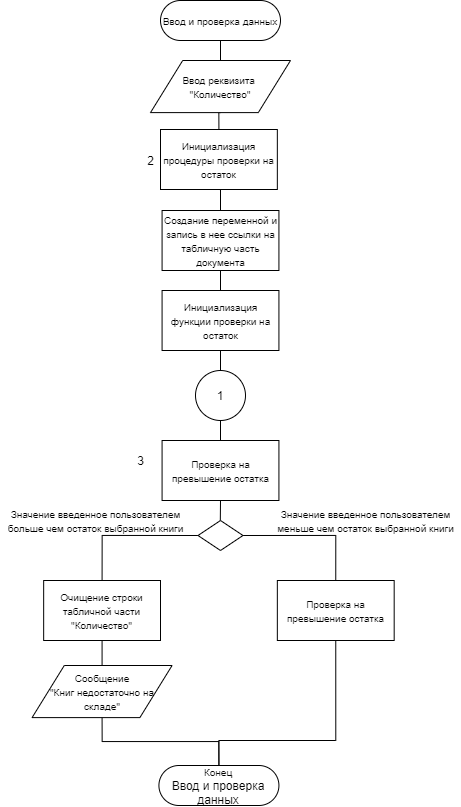 Ввод и проверка данных
Ввод реквизита
"Количество"
2
Инициализация
процедуры проверки на
остаток
Создание переменной и
запись в нее ссылки на
табличную часть
документа
Инициализация
функции проверки на
остаток
1
3
Проверка на
превышение остатка
Значение введенное пользователем
больше чем остаток выбранной книги
Значение введенное пользователем
меньше чем остаток выбранной книги
Очищение строки
табличной части
"Количество"
Проверка на
превышение остатка
Сообщение
"Книг недостаточно на
складе"
Конец
Ввод и проверка
данных